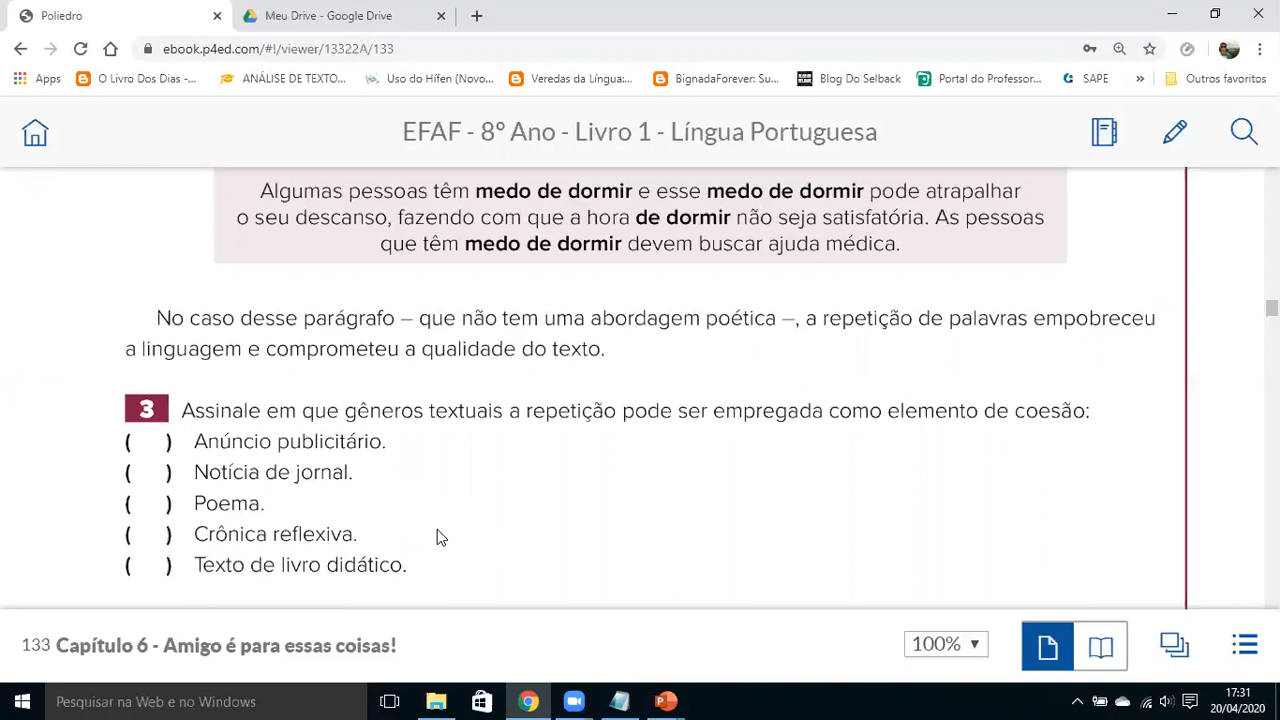 Poliedro
Meu Drive - Google Drive
ebook.p4ed.com/#!/viewer/13322A/133
Apps
O Livro Dos Dias -...
ANÁLISE DE TEXTO...
Uso do Hífen (Novo...
Veredas da Língua:...
BignadaForever: Su...
Blog Do Selback
Portal do Professor...
SAPE
»
Outros favoritos
EFAF - 8º Ano - Livro 1 - Língua Portuguesa
Algumas pessoas têm medo de dormir e esse medo de dormir pode atrapalhar
o seu descanso, fazendo com que a hora de dormir não seja satisfatória. As pessoas
que têm medo de dormir devem buscar ajuda médica.
No caso desse parágrafo – que não tem uma abordagem poética –, a repetição de palavras empobreceu
a linguagem e comprometeu a qualidade do texto.
3 Assinale em que gêneros textuais a repetição pode ser empregada como elemento de coesão:
( ) Anúncio publicitário.
( ) Notícia de jornal.
( ) Poema.
( ) Crônica reflexiva.
( ) Texto de livro didático.
133 Capítulo 6 - Amigo é para essas coisas!
100%
Pesquisar na Web e no Windows
17:31
20/04/2020